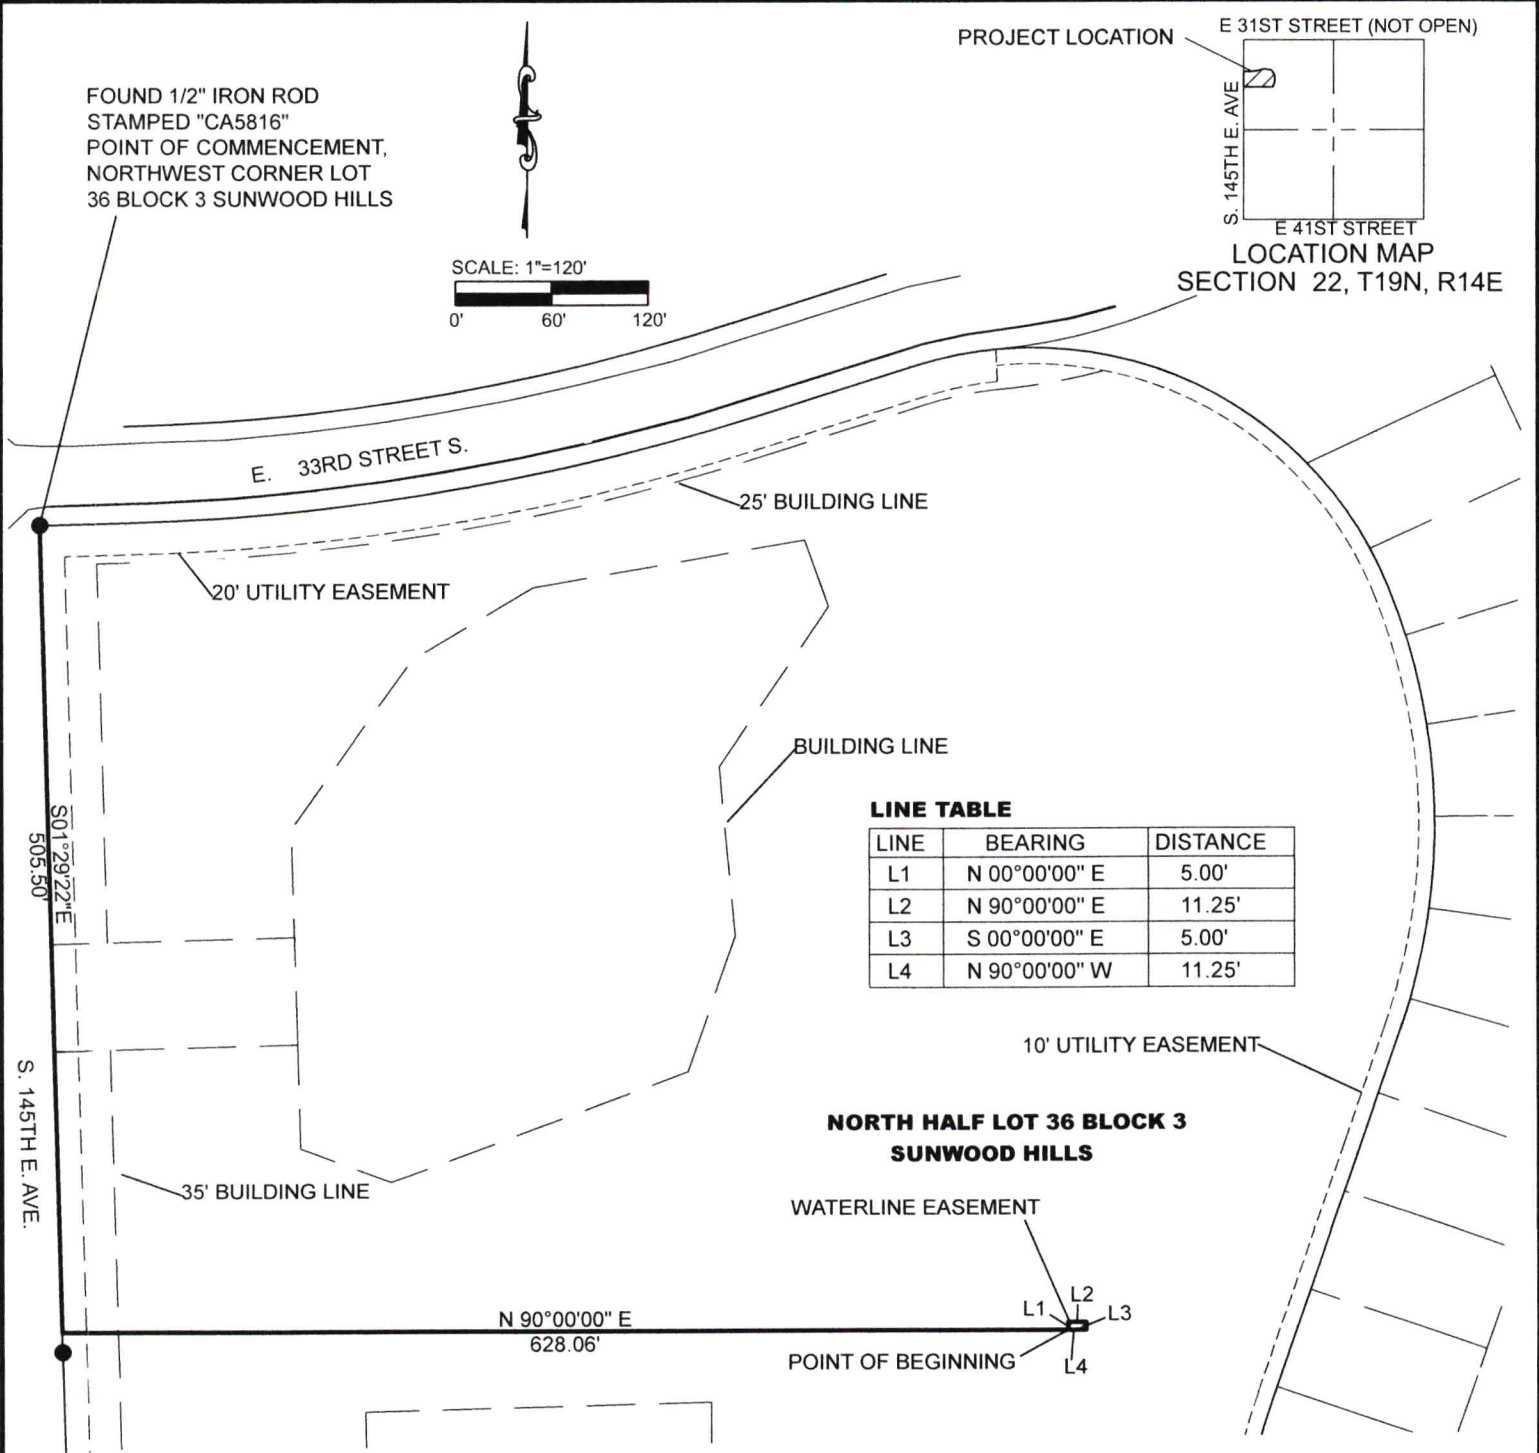 PROJECT LOCATION
E 31ST STREET (NOT OPEN)
S. 145TH E. AVE
E 41ST STREET
LOCATION MAP
SECTION 22, T19N, R14E
FOUND 1/2" IRON ROD
STAMPED "CA5816"
POINT OF COMMENCEMENT,
NORTHWEST CORNER LOT
36 BLOCK 3 SUNWOOD HILLS
SCALE: 1"=120'
0' 60' 120'
E. 33RD STREET S.
25' BUILDING LINE
20' UTILITY EASEMENT
BUILDING LINE
S01°29'22"E
505.50'
LINE TABLE
LINE BEARING DISTANCE
L1 N 00°00'00" E 5.00'
L2 N 90°00'00" E 11.25'
L3 S 00°00'00" E 5.00'
L4 N 90°00'00" W 11.25'
10' UTILITY EASEMENT
S. 145TH E. AVE.
NORTH HALF LOT 36 BLOCK 3
SUNWOOD HILLS
35' BUILDING LINE
WATERLINE EASEMENT
L2
L1 L3
N 90°00'00" E
628.06'
POINT OF BEGINNING
L4